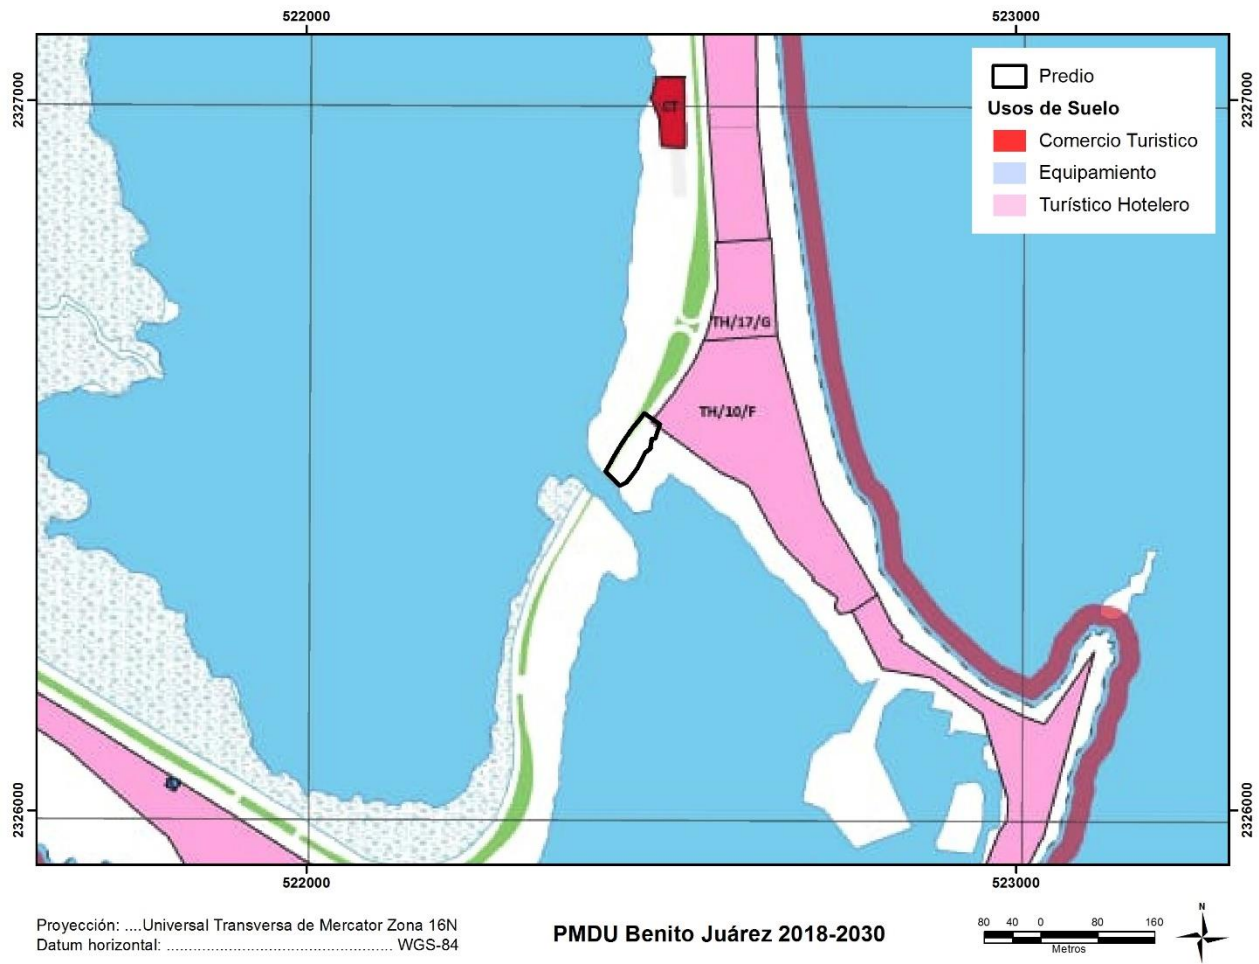 522000
523000
2327000
2327000
Predio
Usos de Suelo
Comercio Turistico
Equipamiento
Turístico Hotelero
CT
TH/17/G
TH/10/F
2326000
2326000
522000
523000
Proyección: ....Universal Transversa de Mercator Zona 16N
Datum horizontal: .................................................. WGS-84
PMDU Benito Juárez 2018-2030
80 40 0 80 160
Metros
N